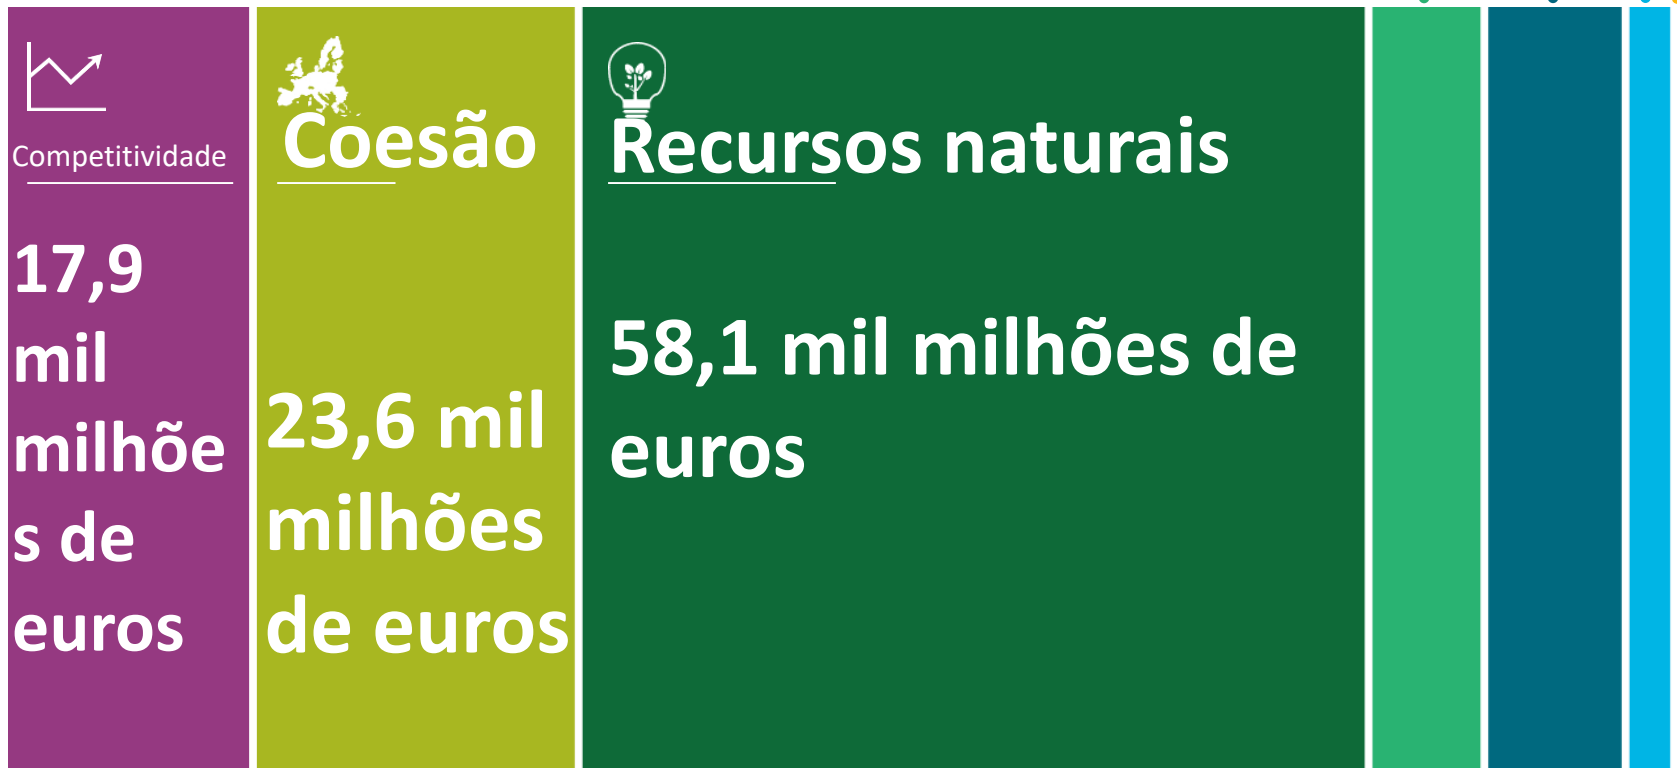 Competitividade
17,9
mil
milhõe
s de
euros
Coesão
23,6 mil
milhões
de euros
Recursos naturais
58,1 mil milhões de
euros